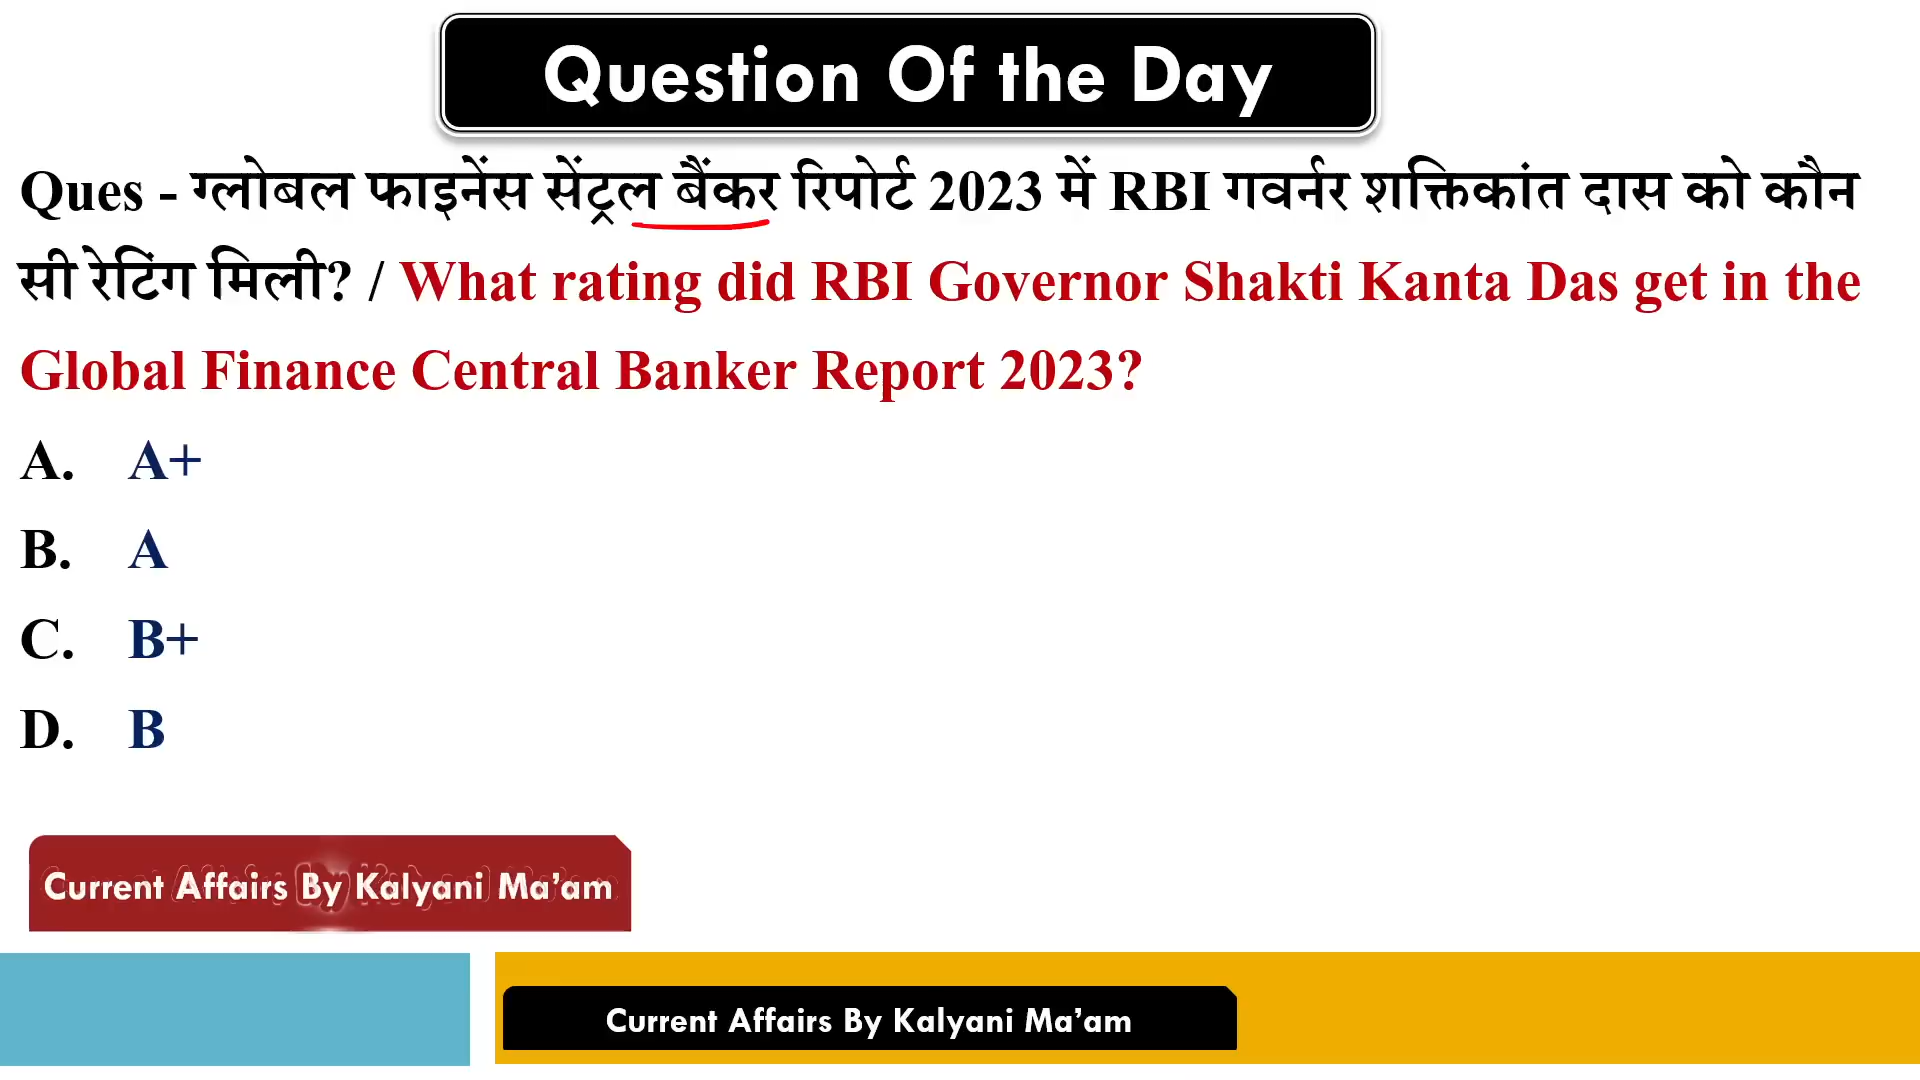 Question Of the Day
Ques - ग्लोबल फाइनेंस सेंट्रल बैंकर रिपोर्ट 2023 में RBI गवर्नर शक्तिकांत दास को कौन
सी रेटिंग मिली? / What rating did RBI Governor Shakti Kanta Das get in the
Global Finance Central Banker Report 2023?
A. A+
B. A
C. B+
D. B
Current Affairs By Kalyani Ma’am
Current Affairs By Kalyani Ma’am